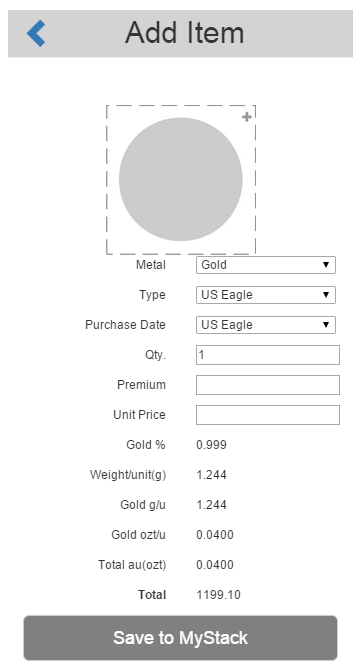 Add Item
Metal Gold
Type US Eagle
Purchase Date US Eagle
Qty. 1
Premium
Unit Price
Gold % 0.999
Weight/unit(g) 1.244
Gold g/u 1.244
Gold ozt/u 0.0400
Total au(ozt) 0.0400
Total 1199.10
Save to MyStack